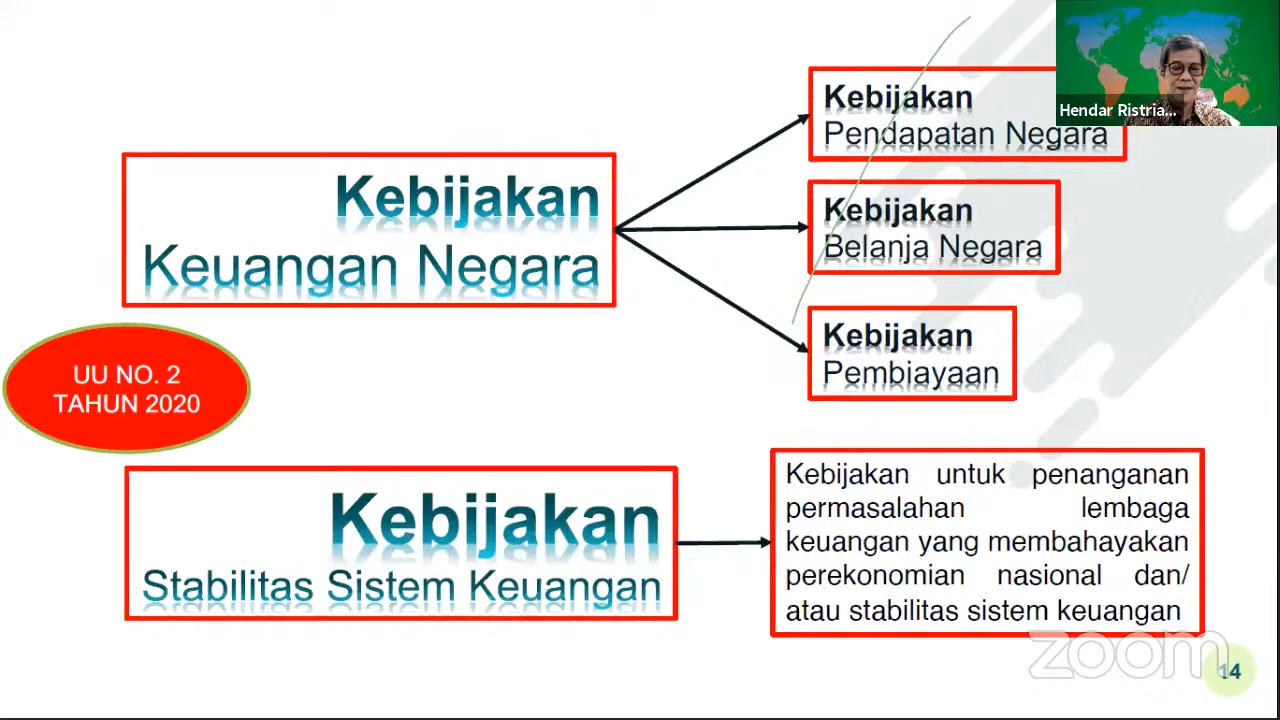 Kebijakan
Keuangan Negara
Kebijakan
Pendapatan Negara
Kebijakan
Belanja Negara
Kebijakan
Pembiayaan
UU NO. 2
TAHUN 2020
Kebijakan
Stabilitas Sistem Keuangan
Kebijakan untuk penanganan
permasalahan lembaga
keuangan yang membahayakan
perekonomian nasional dan/
atau stabilitas sistem keuangan
Hendar Ristria...
zoom
14